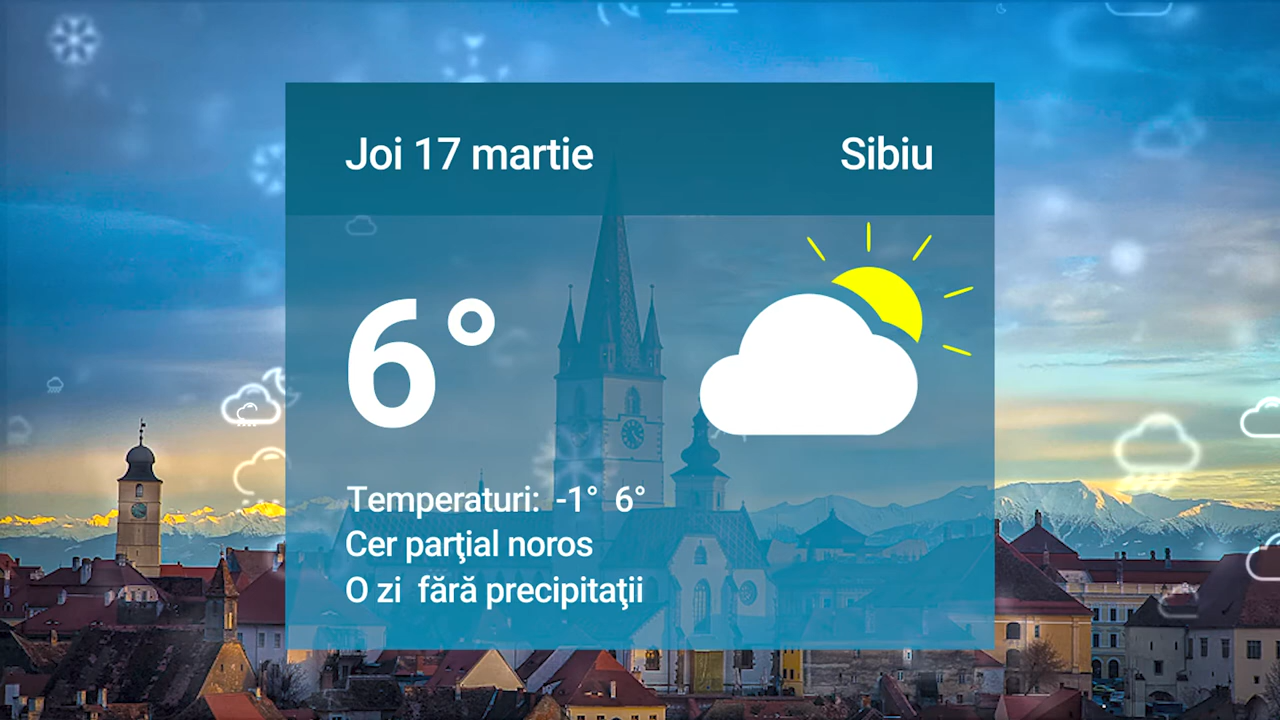 Joi 17 martie Sibiu
6°
Temperaturi: -1° 6°
Cer parţial noros
O zi fără precipitaţii